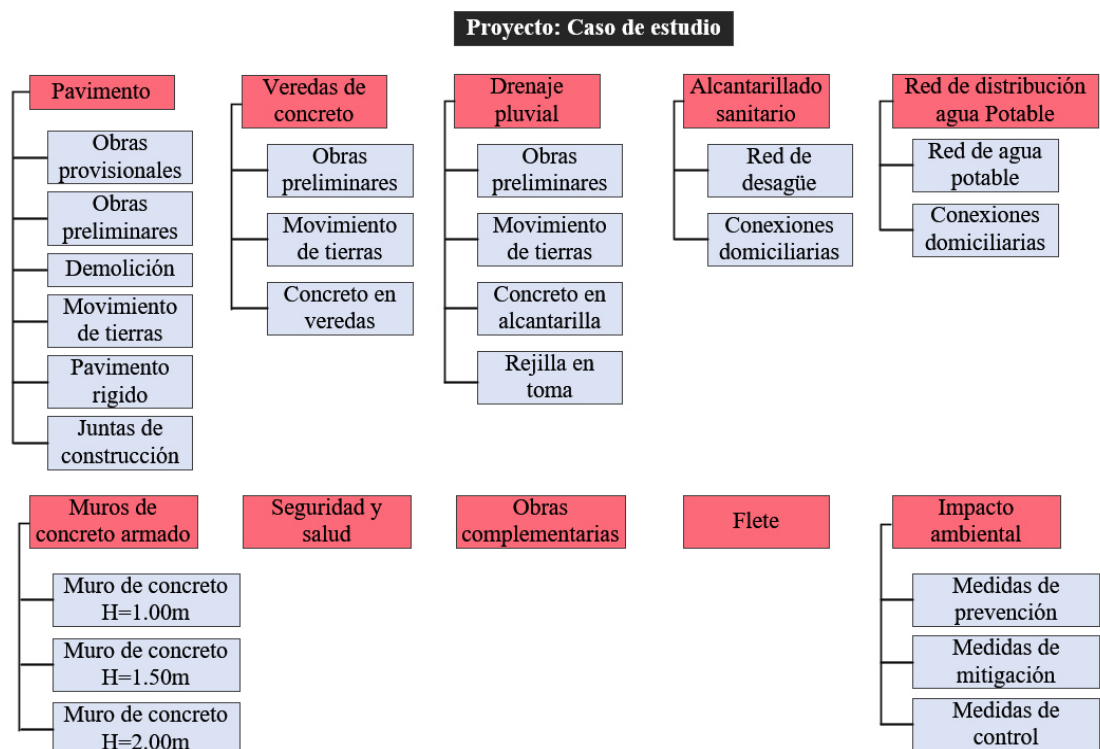 Proyecto: Caso de estudio
Pavimento
Obras
provisionales
Obras
preliminares
Demolición
Movimiento
de tierras
Pavimento
rigido
Juntas de
construcción
Veredas de
concreto
Obras
preliminares
Movimiento
de tierras
Concreto en
veredas
Drenaje
pluvial
Obras
preliminares
Movimiento
de tierras
Concreto en
alcantarilla
Rejilla en
toma
Alcantarillado
sanitario
Red de
desagüe
Conexiones
domiciliarias
Red de distribución
agua Potable
Red de agua
potable
Conexiones
domiciliarias
Muros de
concreto armado
Muro de concreto
H=1.00m
Muro de concreto
H=1.50m
Muro de concreto
H=2.00m
Seguridad y
salud
Obras
complementarias
Flete
Impacto
ambiental
Medidas de
prevención
Medidas de
mitigación
Medidas de
control